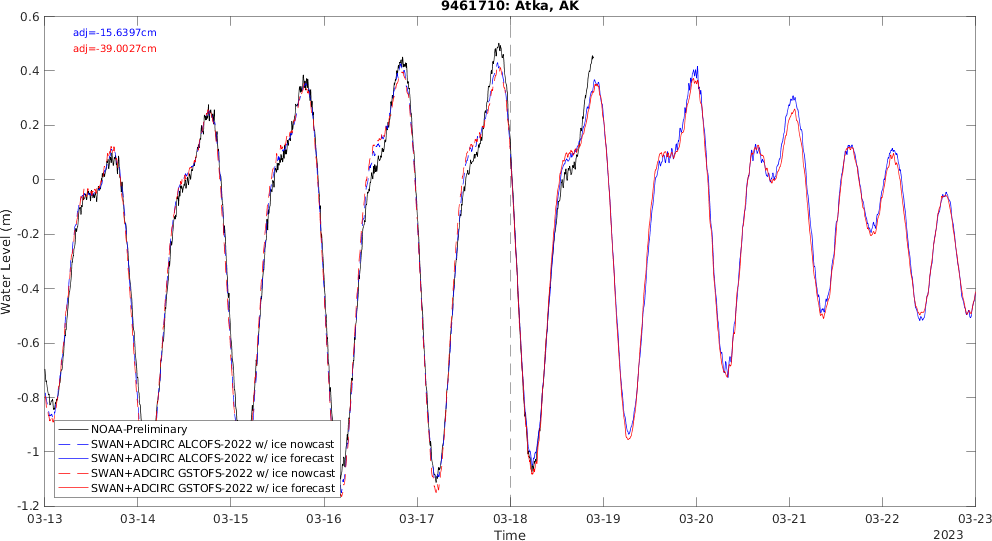 9461710: Atka, AK
adj=-15.6397cm
adj=-39.0027cm
0.6
0.4
0.2
0
-0.2
-0.4
-0.6
-0.8
-1
-1.2
Water Level (m)
NOAA-Preliminary
SWAN+ADCIRC ALCOFS-2022 w/ ice nowcast
SWAN+ADCIRC ALCOFS-2022 w/ ice forecast
SWAN+ADCIRC GSTOFS-2022 w/ ice nowcast
SWAN+ADCIRC GSTOFS-2022 w/ ice forecast
03-13 03-14 03-15 03-16 03-17 03-18 03-19 03-20 03-21 03-22 03-23
Time
2023